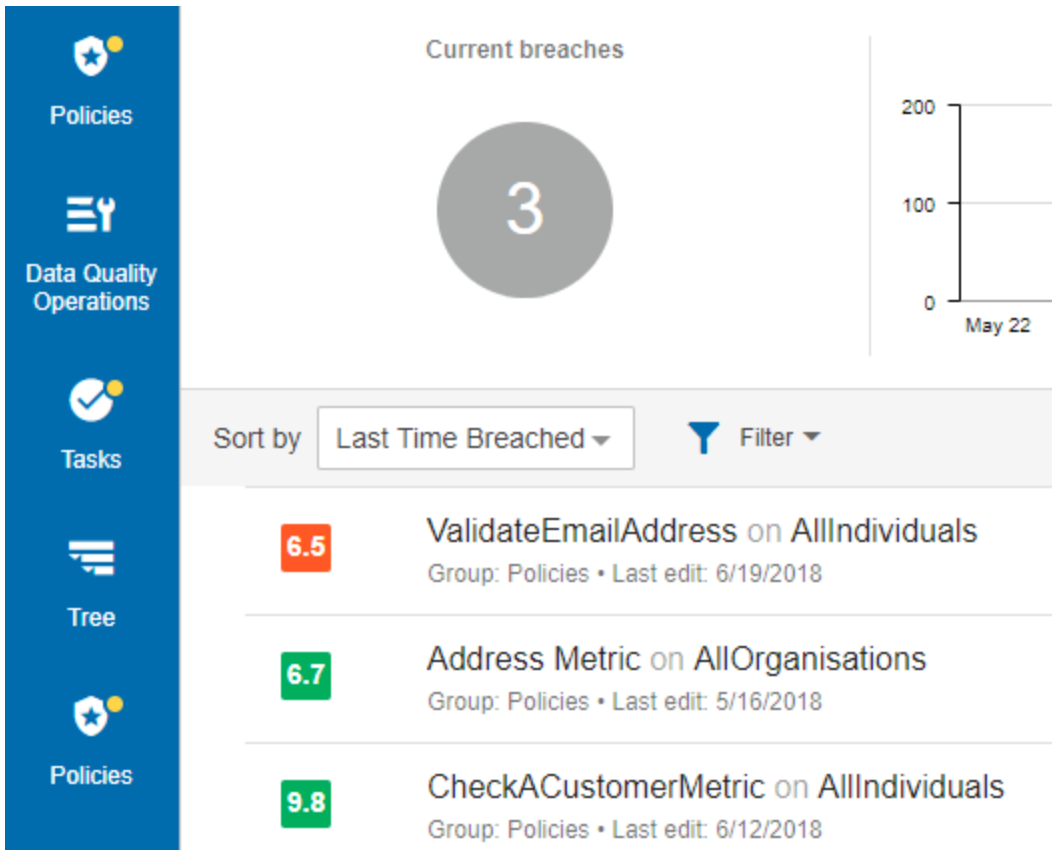 Policies
Data Quality
Operations
Tasks
Tree
Policies
Current breaches
3
200
100
0
May 22
Sort by
Last Time Breached
Filter
6.5
ValidateEmailAddress on AllIndividuals
Group: Policies • Last edit: 6/19/2018
6.7
Address Metric on AllOrganisations
Group: Policies • Last edit: 5/16/2018
9.8
CheckACustomerMetric on AllIndividuals
Group: Policies • Last edit: 6/12/2018